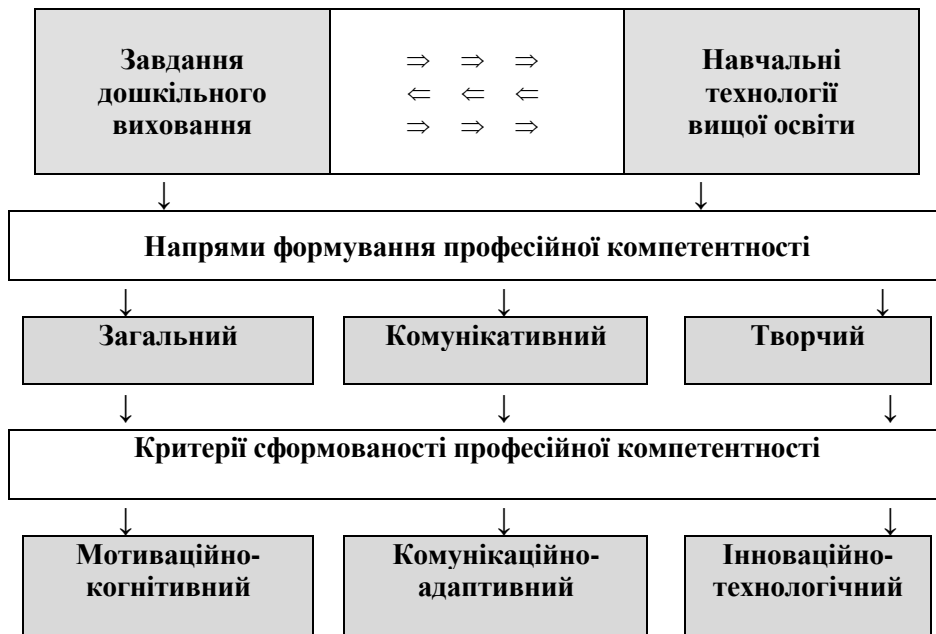 Завдання
дошкільного
виховання
⇒ ⇒ ⇒
⇐ ⇐ ⇐
⇒ ⇒ ⇒
Навчальні
технології
вищої освіти
↓ ↓
Напрями формування професійної компетентності
↓ ↓ ↓
Загальний
Комунікативний
Творчий
↓ ↓ ↓
Критерії сформованості професійної компетентності
↓ ↓ ↓
Мотиваційно-
когнітивний
Комунікаційно-
адаптивний
Інноваційно-
технологічний